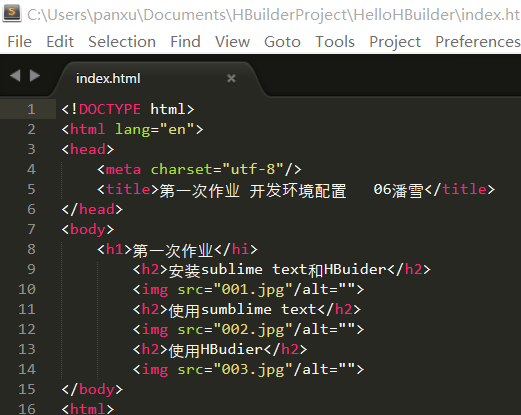 C:\Users\panxu\Documents\HBuilderProject\HelloHBuilder\index.ht
File Edit Selection Find View Goto Tools Project Preferences
index.html
1 <!DOCTYPE html>
2 <html lang="en">
3 <head>
4 <meta charset="utf-8"/>
5 <title>第一次作业 开发环境配置 06潘雪</title>
6 </head>
7 <body>
8 <h1>第一次作业</hi>
9 <h2>安装sublime text和HBuider</h2>
10 <img src="001.jpg"/alt="">
11 <h2>使用sumblime text</h2>
12 <img src="002.jpg"/alt="">
13 <h2>使用HBudier</h2>
14 <img src="003.jpg"/alt="">
15 </body>
16 <html>